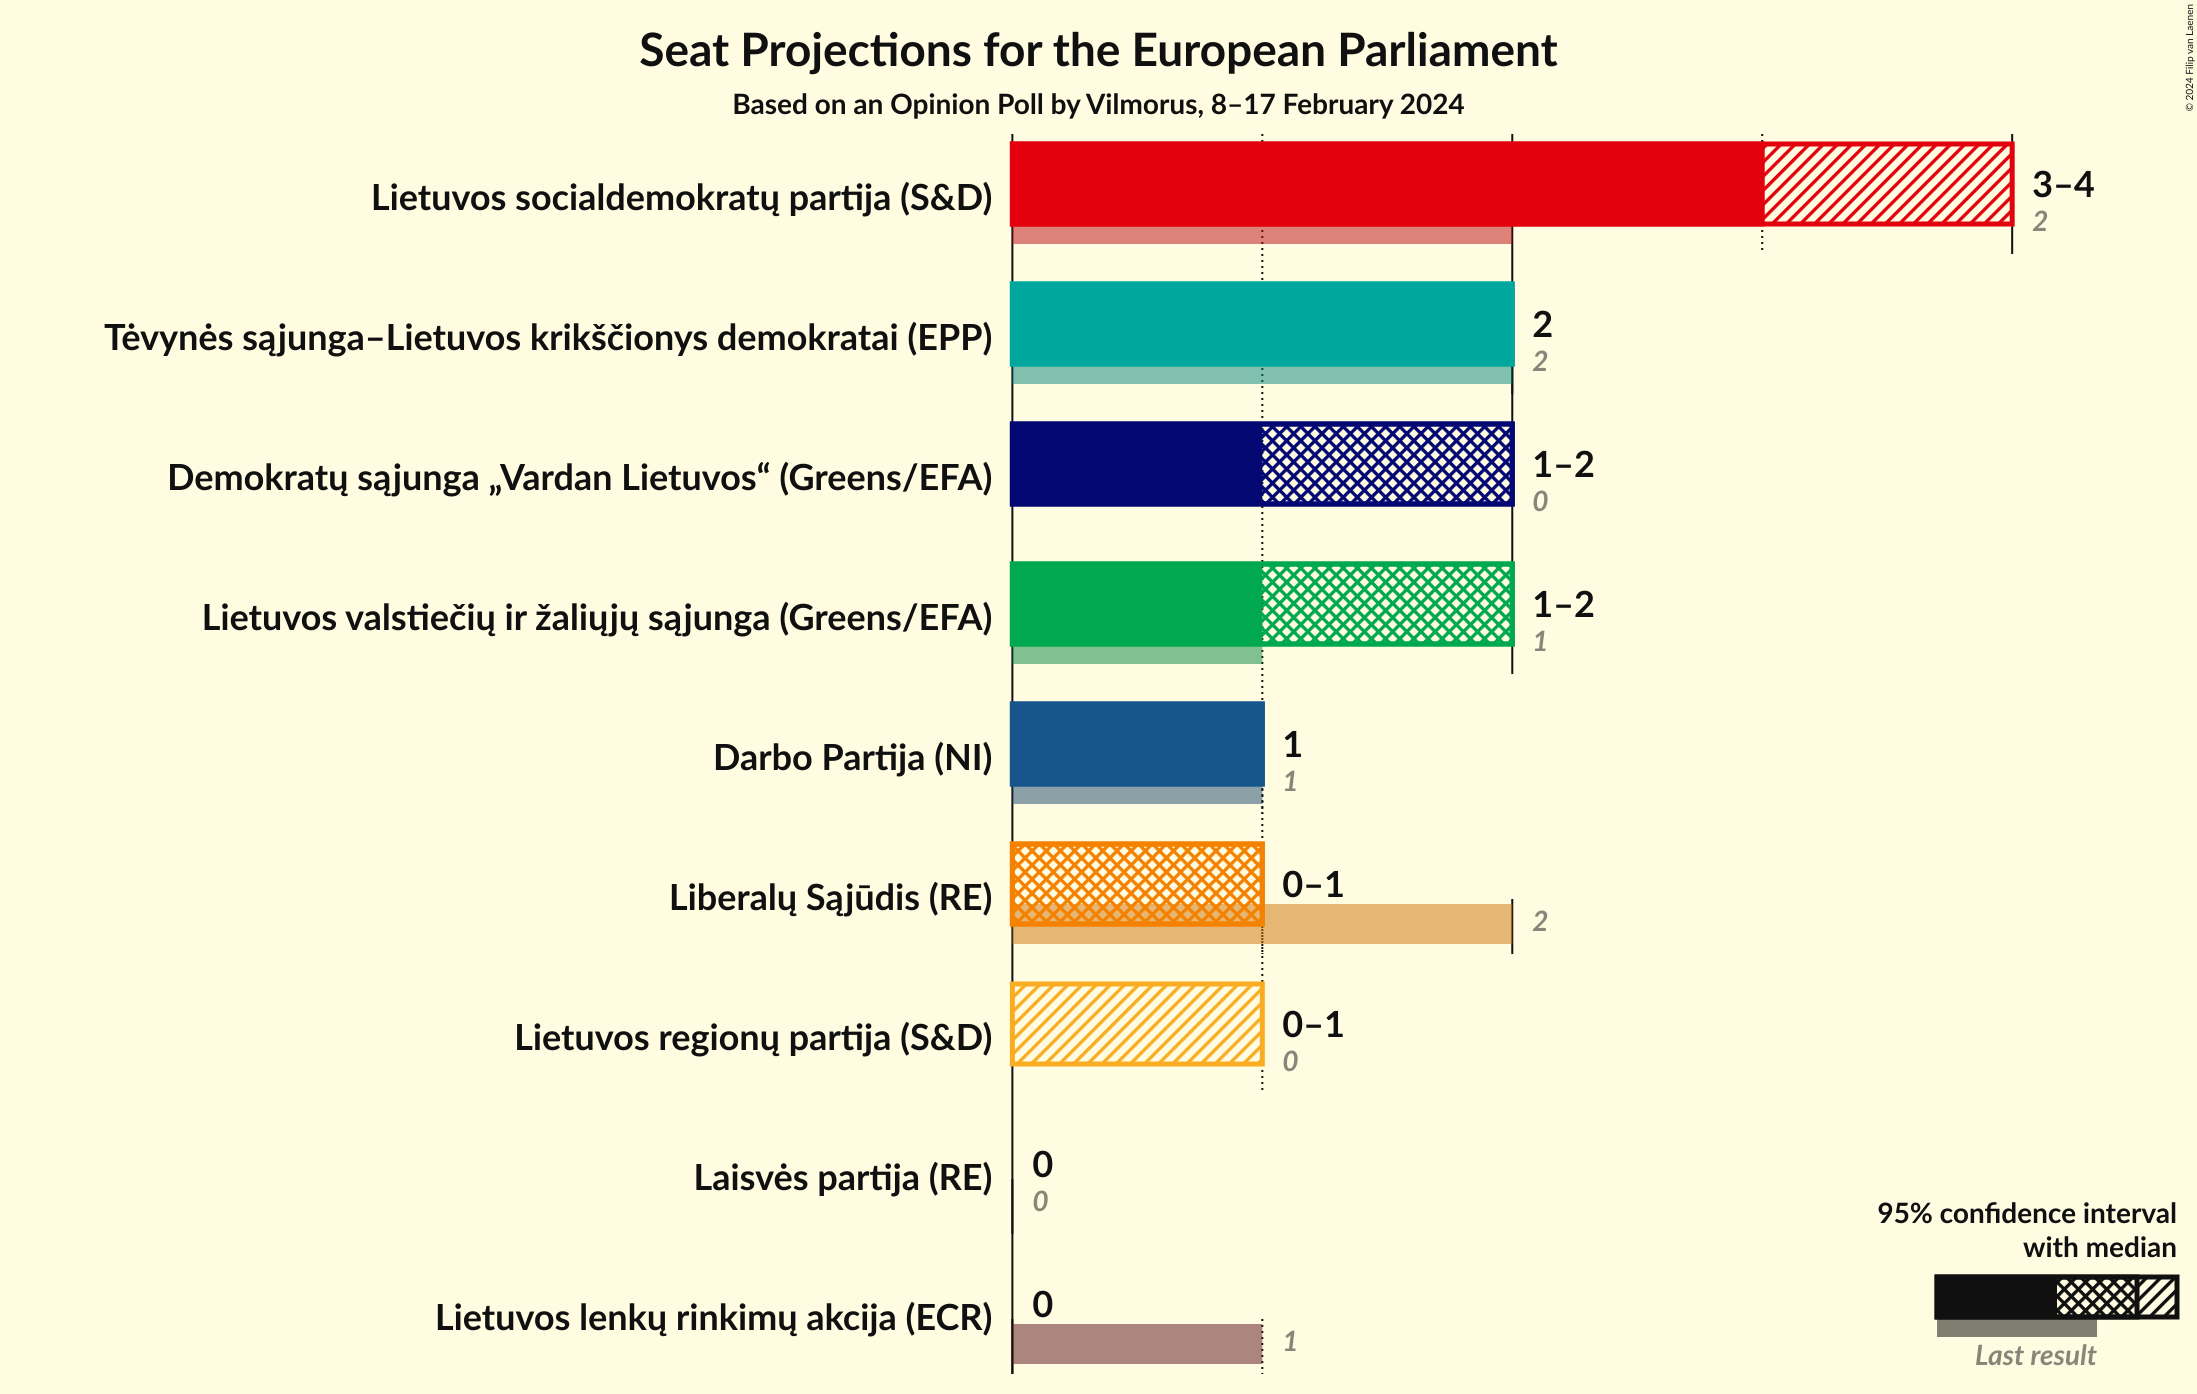 Seat Projections for the European Parliament
Based on an Opinion Poll by Vilmorus, 8–17 February 2024
© 2024 Filip van Laenen
Lietuvos socialdemokratų partija (S&D)
3–4
2
Tėvynės sąjunga–Lietuvos krikščionys demokratai (EPP)
2
2
Demokratų sąjunga „Vardan Lietuvos“ (Greens/EFA)
1–2
0
Lietuvos valstiečių ir žaliųjų sąjunga (Greens/EFA)
1–2
1
Darbo Partija (NI)
1
1
Liberalų Sąjūdis (RE)
0–1
2
Lietuvos regionų partija (S&D)
0–1
0
Laisvės partija (RE)
0
0
Lietuvos lenkų rinkimų akcija (ECR)
0
1
95% confidence interval
with median
Last result